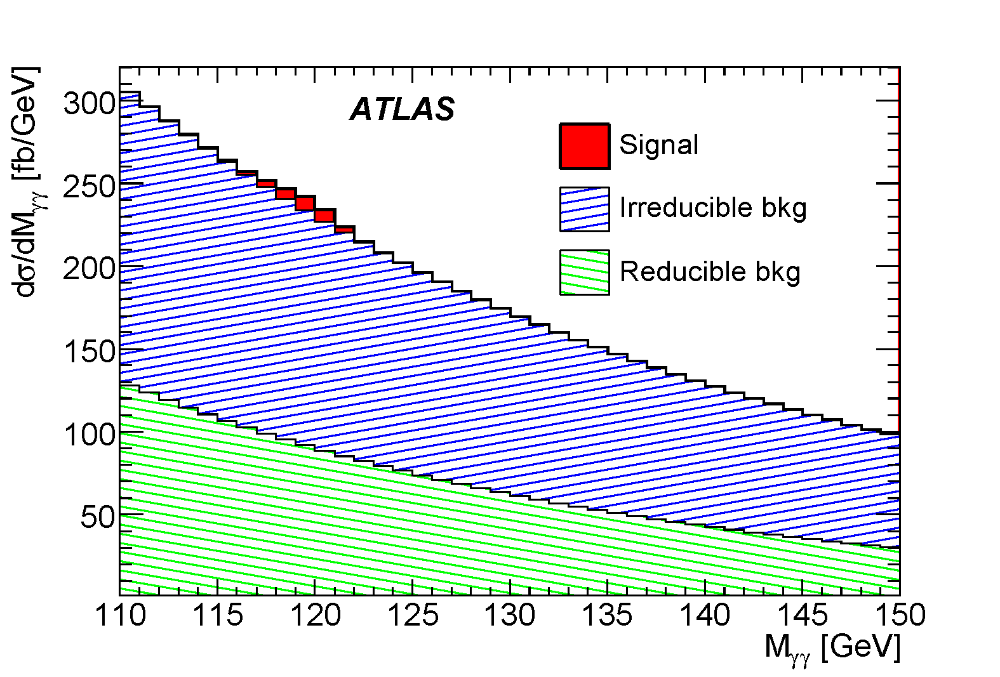 dσ/dMγγ [fb/GeV]
300
250
200
150
100
50
ATLAS
Signal
Irreducible bkg
Reducible bkg
110 115 120 125 130 135 140 145 150
Mγγ [GeV]